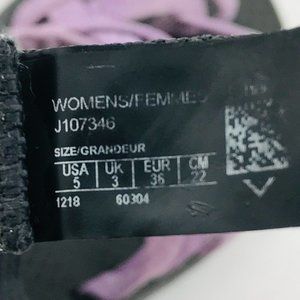 WOMENS/FEMMES
J107346
SIZE/GRANDEUR
USA UK EUR CM
5 3 36 22
1218 60304